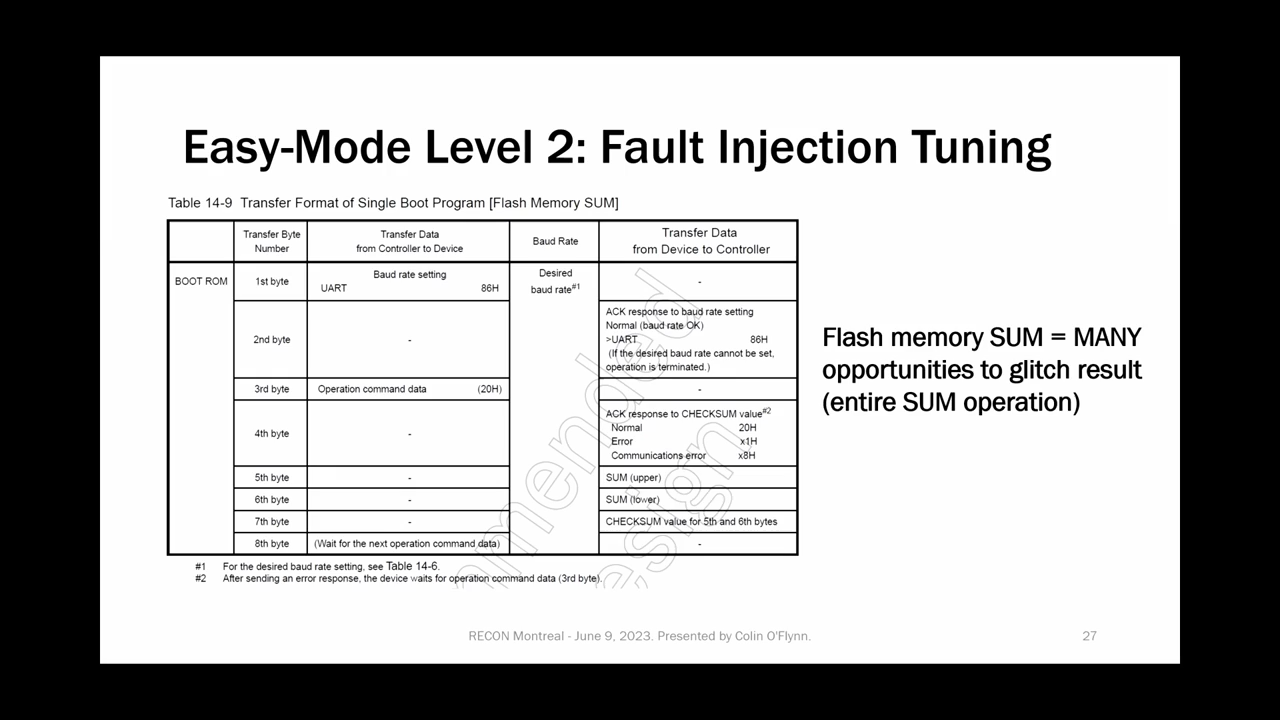 Easy-Mode Level 2: Fault Injection Tuning
Table 14-9 Transfer Format of Single Boot Program [Flash Memory SUM]
Transfer Byte Number
Transfer Data from Controller to Device
Baud Rate
Transfer Data from Device to Controller
BOOT ROM
1st byte
Baud rate setting
UART 86H
Desired
baud rate#1
-
2nd byte
-
ACK response to baud rate setting
Normal (baud rate OK)
>UART 86H
(If the desired baud rate cannot be set,
operation is terminated.)
3rd byte
Operation command data (20H)
-
4th byte
-
ACK response to CHECKSUM value#2
Normal 20H
Error x1H
Communications error x8H
5th byte
-
SUM (upper)
6th byte
-
SUM (lower)
7th byte
-
CHECKSUM value for 5th and 6th bytes
8th byte
(Wait for the next operation command data)
-
#1 For the desired baud rate setting, see Table 14-6.
#2 After sending an error response, the device waits for operation command data (3rd byte).
Flash memory SUM = MANY
opportunities to glitch result
(entire SUM operation)
RECON Montreal - June 9, 2023. Presented by Colin O'Flynn.
27